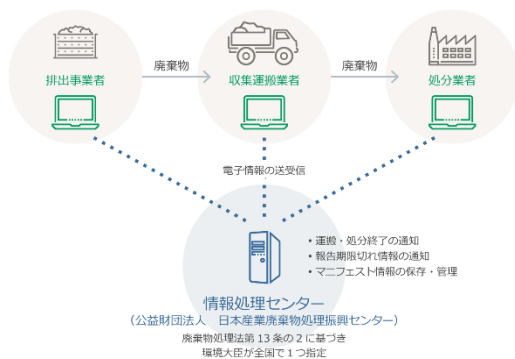 廃棄物
廃棄物
排出事業者
収集運搬業者
処分業者
電子情報の送受信
• 運搬・処分終了の通知
• 報告期限切れ情報の通知
• マニフェスト情報の保存・管理
情報処理センター
（公益財団法人　日本産業廃棄物処理振興センター）
廃棄物処理法第 13 条の 2 に基づき
環境大臣が全国で 1 つ指定